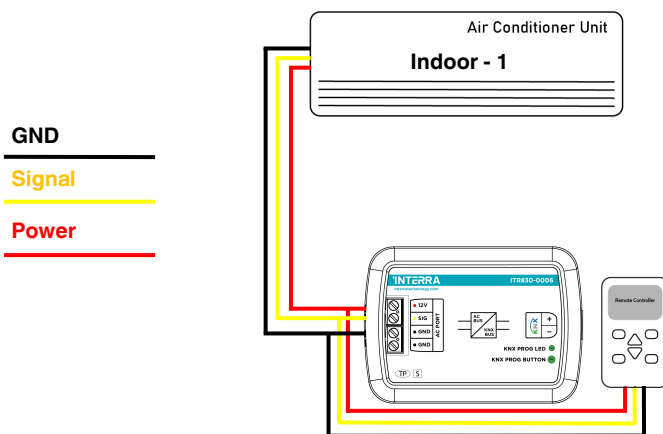 Air Conditioner Unit
Indoor - 1
GND
Signal
Power
INTERRA
interratechnology.com
ITR830-0006
12V
SIG
GND
GND
AC PORT
AC
BUS
KNX
BUS
KNX
+
−
KNX PROG LED
KNX PROG BUTTON
TP
S
Remote Controller